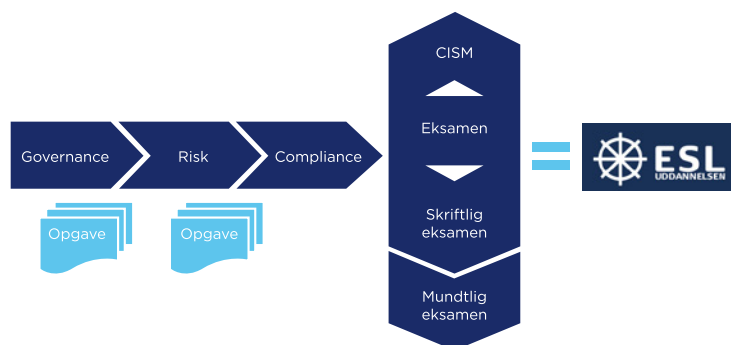 CISM
Eksamen
Governance
Risk
Compliance
Opgave
Opgave
Skriftlig
eksamen
Mundtlig
eksamen
ESL
UDDANNELSEN